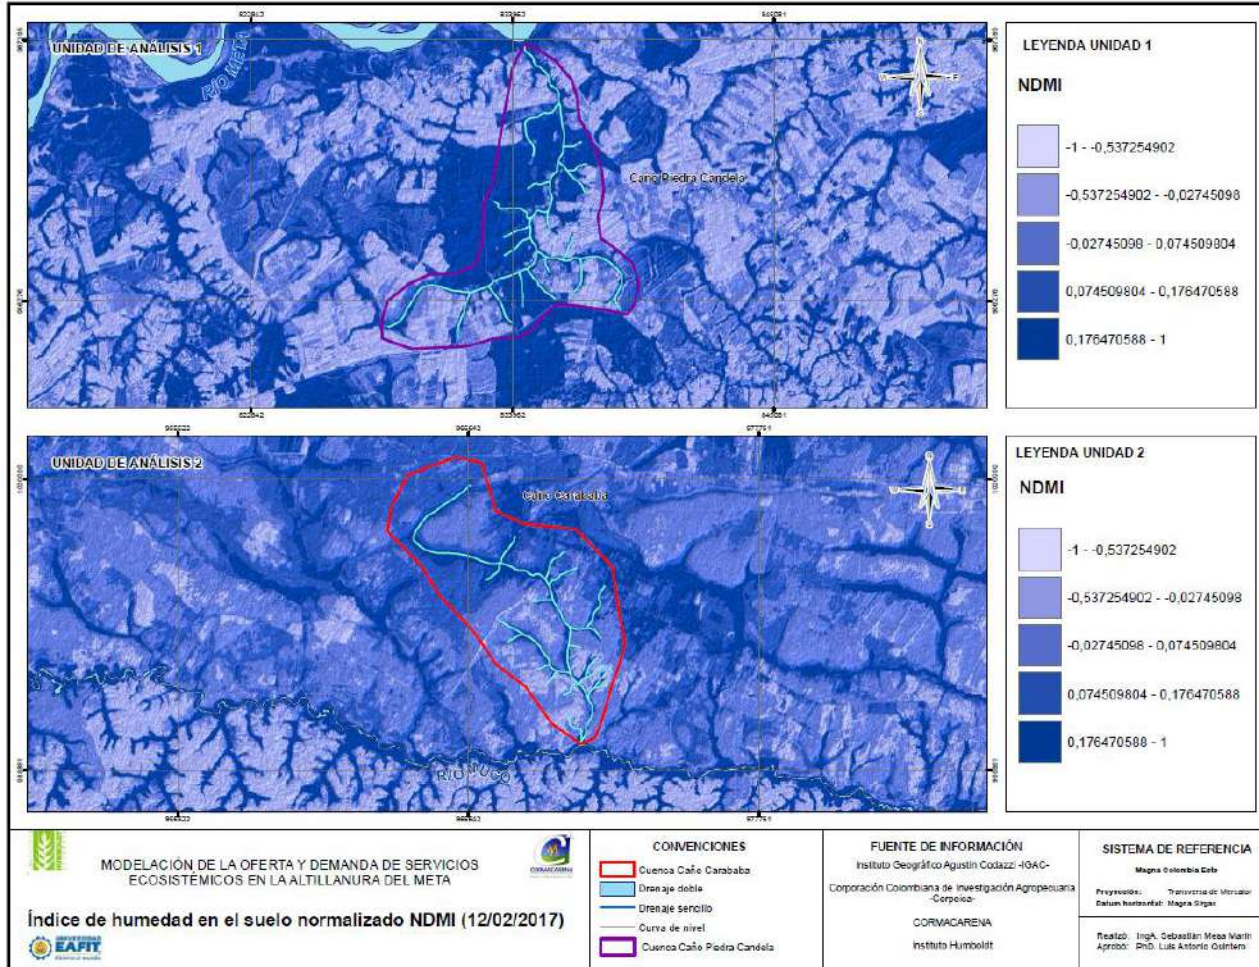 UNIDAD DE ANÁLISIS 1
RÍO META
Caño Piedra Candela
LEYENDA UNIDAD 1
NDMI
-1 - -0,537254902
-0,537254902 - -0,02745098
-0,02745098 - 0,074509804
0,074509804 - 0,176470588
0,176470588 - 1
UNIDAD DE ANÁLISIS 2
Caño Carababa
977761
RÍO MUCO
LEYENDA UNIDAD 2
NDMI
-1 - -0,537254902
-0,537254902 - -0,02745098
-0,02745098 - 0,074509804
0,074509804 - 0,176470588
0,176470588 - 1
HUMBOLDT
MODELACIÓN DE LA OFERTA Y DEMANDA DE SERVICIOS
ECOSISTÉMICOS EN LA ALTILLANURA DEL META
CORMACARENA
Índice de humedad en el suelo normalizado NDMI (12/02/2017)
UNIVERSIDAD
EAFIT
CONVENCIONES
Cuenca Caño Carababa
Drenaje doble
Drenaje sencillo
Curva de nivel
Cuenca Caño Piedra Candela
FUENTE DE INFORMACIÓN
Instituto Geográfico Agustín Codazzi -IGAC-
Corporación Colombiana de Investigación Agropecuaria
-Corpoica-
CORMACARENA
Instituto Humboldt
SISTEMA DE REFERENCIA
Magna Colombia Este
Proyección: Transversa de Mercator
Datum horizontal: Magna Sirgas
Realizó: IngA. Sebastián Mesa Marín
Aprobó: PhD. Luis Antonio Quintero